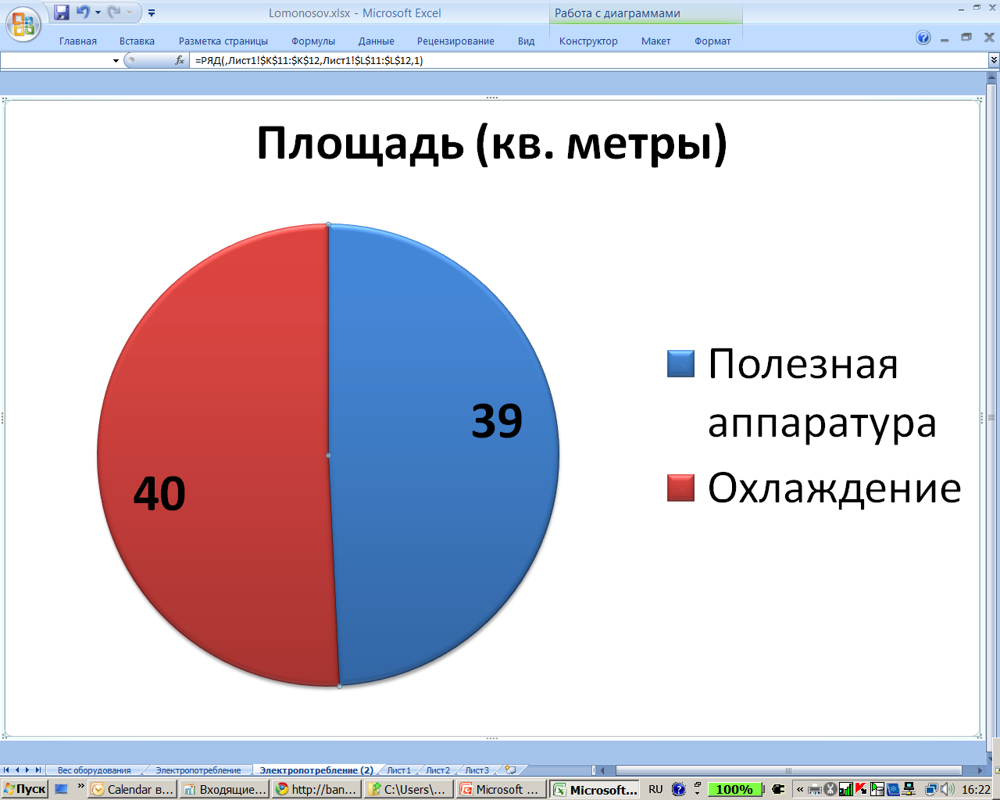 Lomonosov.xlsx - Microsoft Excel
Работа с диаграммами
Главная Вставка Разметка страницы Формулы Данные Рецензирование Вид Конструктор Макет Формат
fx =РЯД(;Лист1!$K$11:$K$12;Лист1!$L$11:$L$12;1)
Площадь (кв. метры)
39
40
Полезная
аппаратура
Охлаждение
Вес оборудования Электропотребление Электропотребление (2) Лист1 Лист2 Лист3
Пуск » Calendar в... Входящие... http://ban... C:\Users\... Microsoft ... Microsoft... RU 100% « 16:22